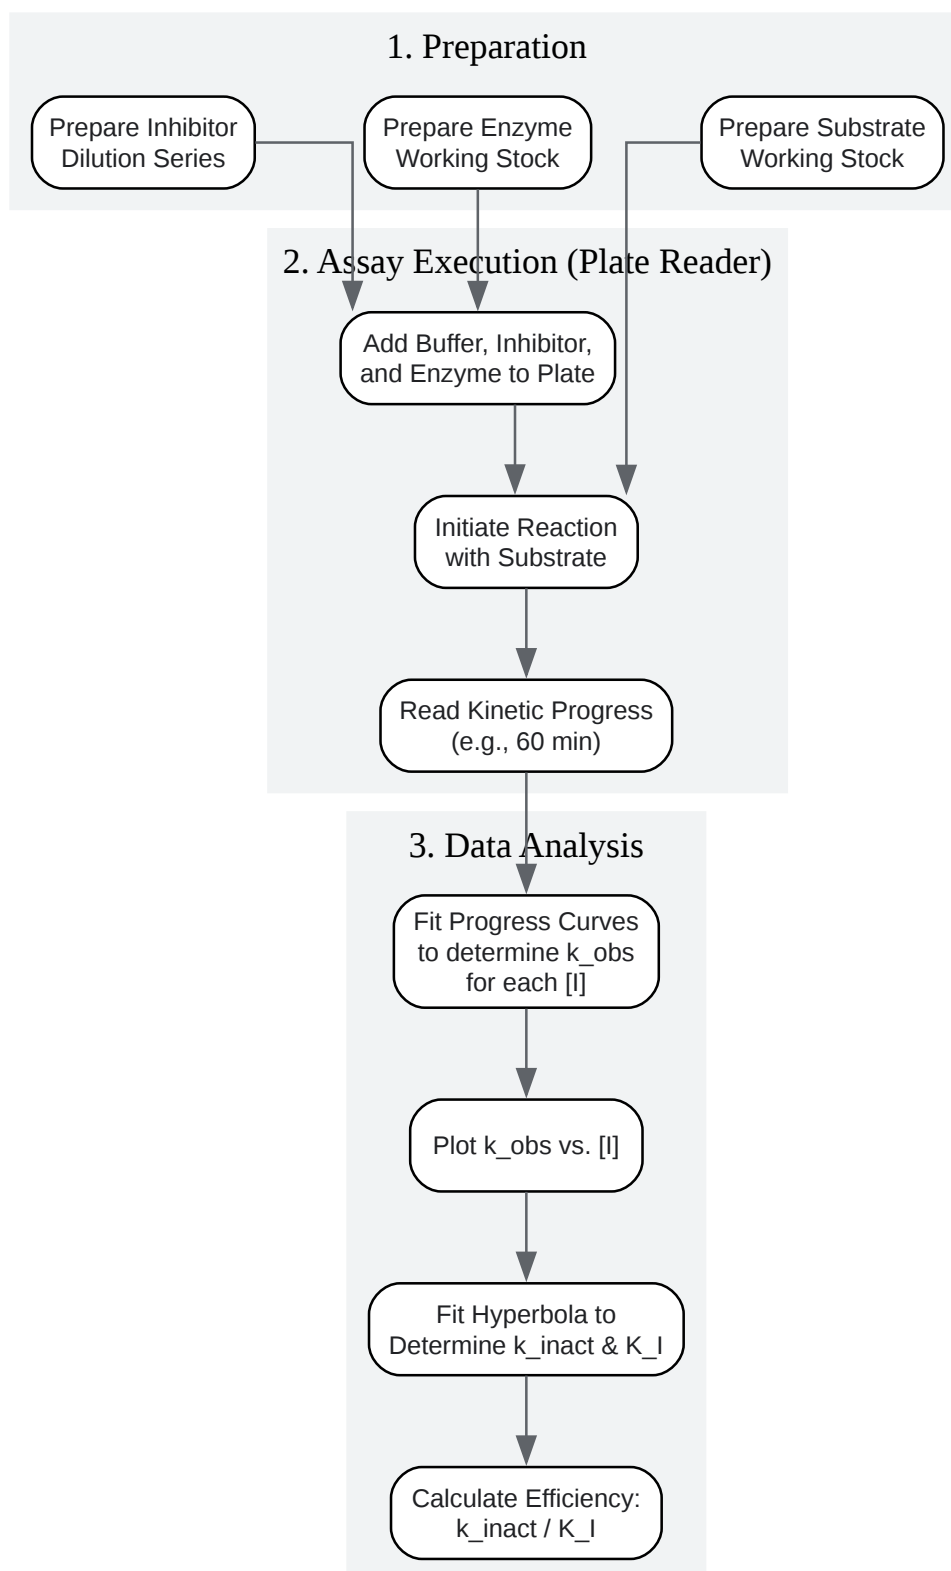 1. Preparation
Prepare Inhibitor
Dilution Series
Prepare Enzyme
Working Stock
Prepare Substrate
Working Stock
2. Assay Execution (Plate Reader)
Add Buffer, Inhibitor,
and Enzyme to Plate
Initiate Reaction
with Substrate
Read Kinetic Progress
(e.g., 60 min)
3. Data Analysis
Fit Progress Curves
to determine k_obs
for each [I]
Plot k_obs vs. [I]
Fit Hyperbola to
Determine k_inact & K_I
Calculate Efficiency:
k_inact / K_I